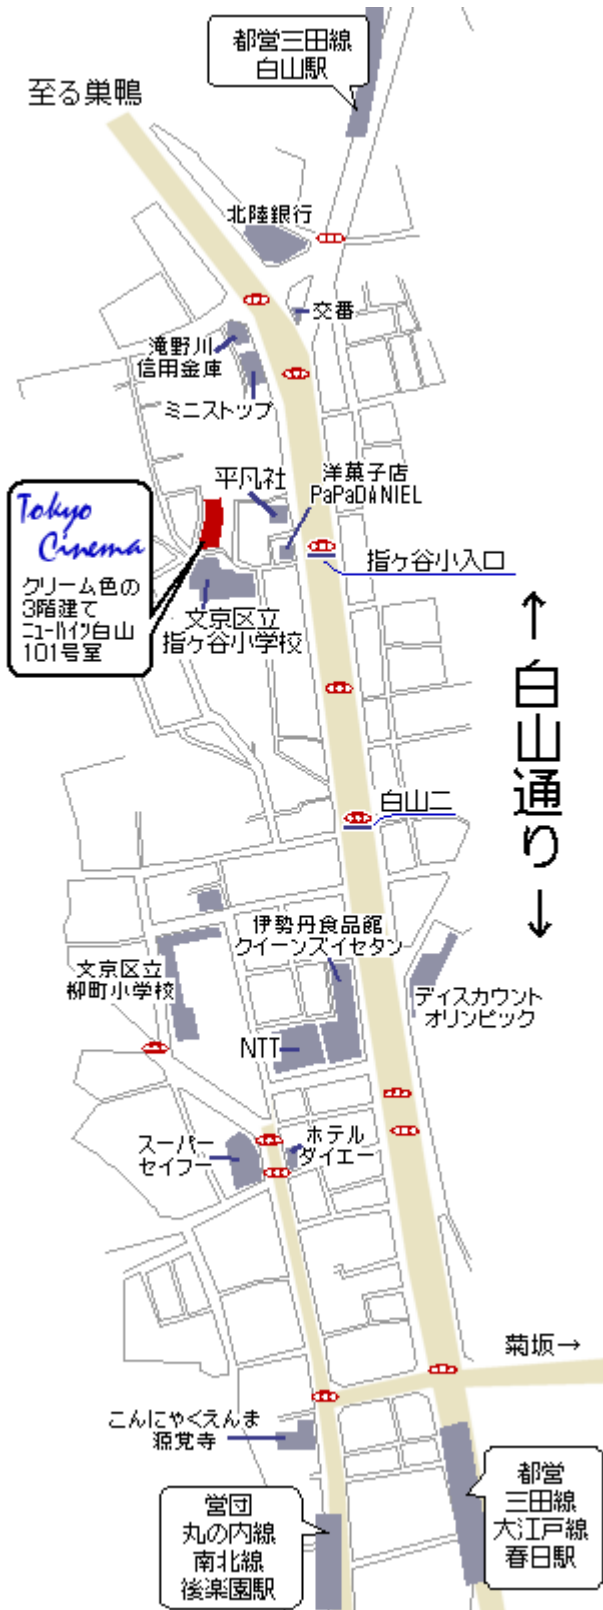 都営三田線
白山駅
至る巣鴨
北陸銀行
交番
滝野川
信用金庫
ミニストップ
平凡社
洋菓子店
PaPaDANIEL
Tokyo
Cinema
クリーム色の
3階建て
ニューハイツ白山
101号室
文京区立
指ヶ谷小学校
指ヶ谷小入口
↑
白山通り
↓
白山二
伊勢丹食品館
クイーンズイセタン
文京区立
柳町小学校
ディスカウント
オリンピック
NTT
スーパー
セイフー
ホテル
ダイエー
菊坂→
こんにゃくえんま
源覚寺
営団
丸の内線
南北線
後楽園駅
都営
三田線
大江戸線
春日駅